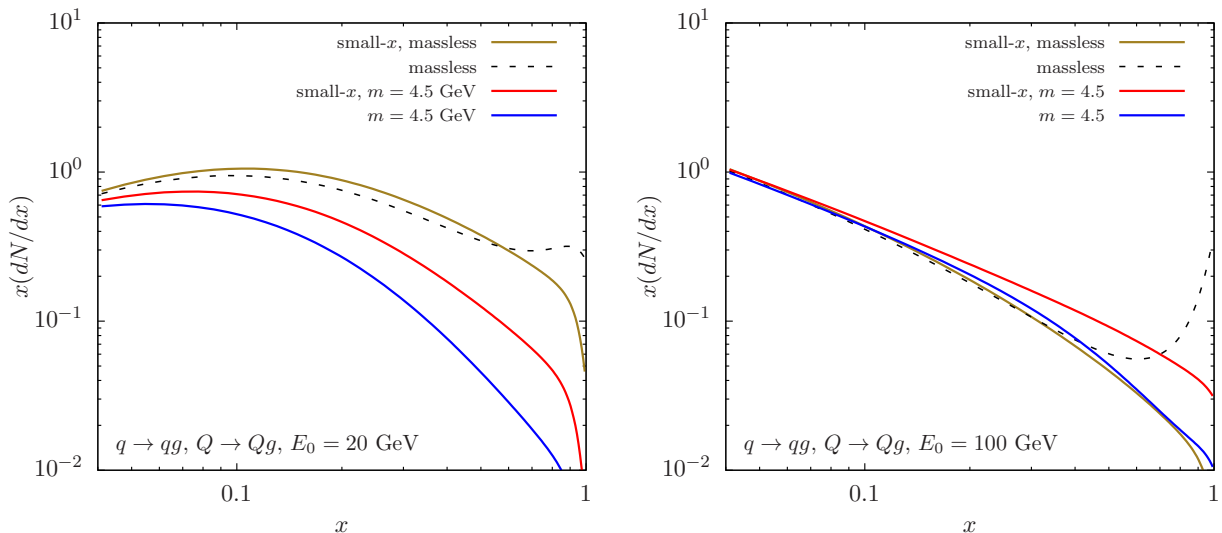 10^1
10^0
10^{-1}
10^{-2}
x(dN/dx)
small-x, massless
massless
small-x, m = 4.5 GeV
m = 4.5 GeV
q → qg, Q → Qg, E_0 = 20 GeV
0.1
1
x
10^1
10^0
10^{-1}
10^{-2}
x(dN/dx)
small-x, massless
massless
small-x, m = 4.5
m = 4.5
q → qg, Q → Qg, E_0 = 100 GeV
0.1
1
x